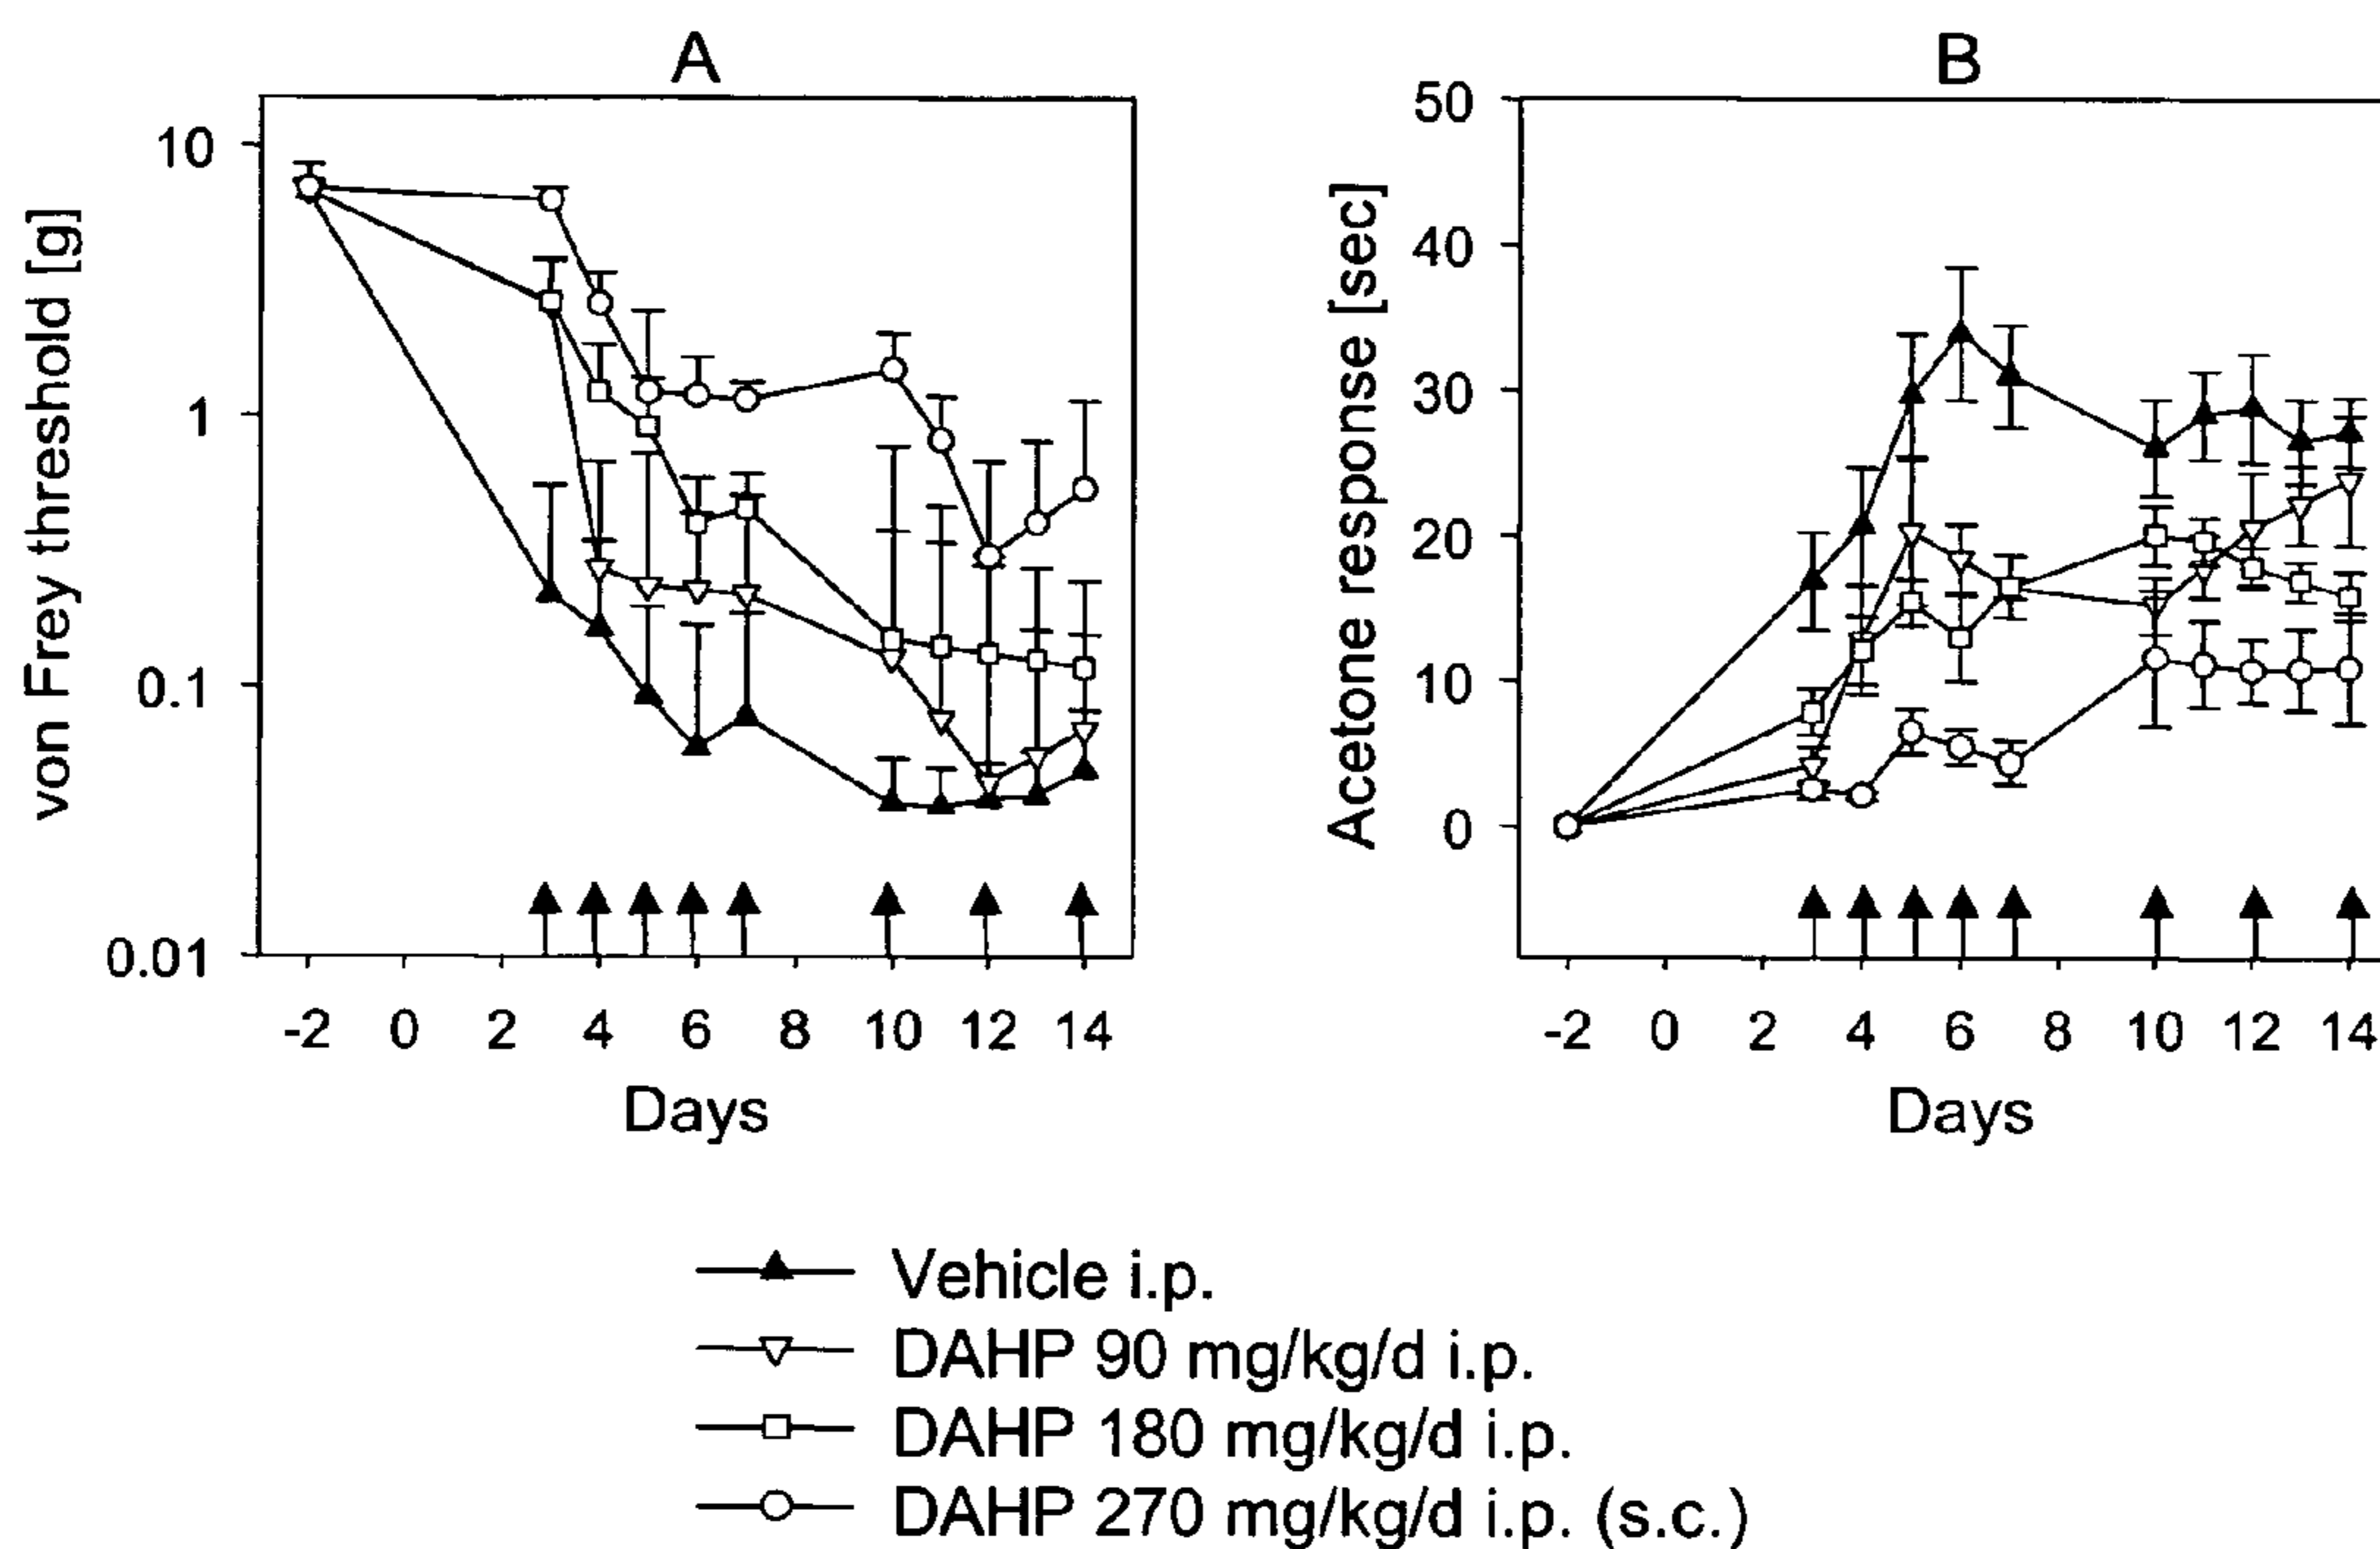 A
10
1
0.1
0.01
von Frey threshold [g]
-2 0 2 4 6 8 10 12 14
Days
B
50
40
30
20
10
0
Acetone response [sec]
-2 0 2 4 6 8 10 12 14
Days
Vehicle i.p.
DAHP 90 mg/kg/d i.p.
DAHP 180 mg/kg/d i.p.
DAHP 270 mg/kg/d i.p. (s.c.)